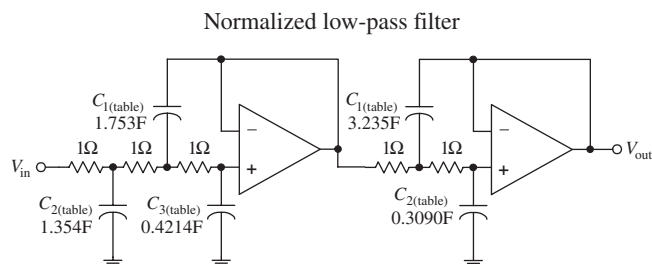 Normalized low-pass filter
C1(table)
1.753F
C1(table)
3.235F
1Ω 1Ω 1Ω
1Ω 1Ω
Vin
Vout
−
+
−
+
C2(table)
1.354F
C3(table)
0.4214F
C2(table)
0.3090F